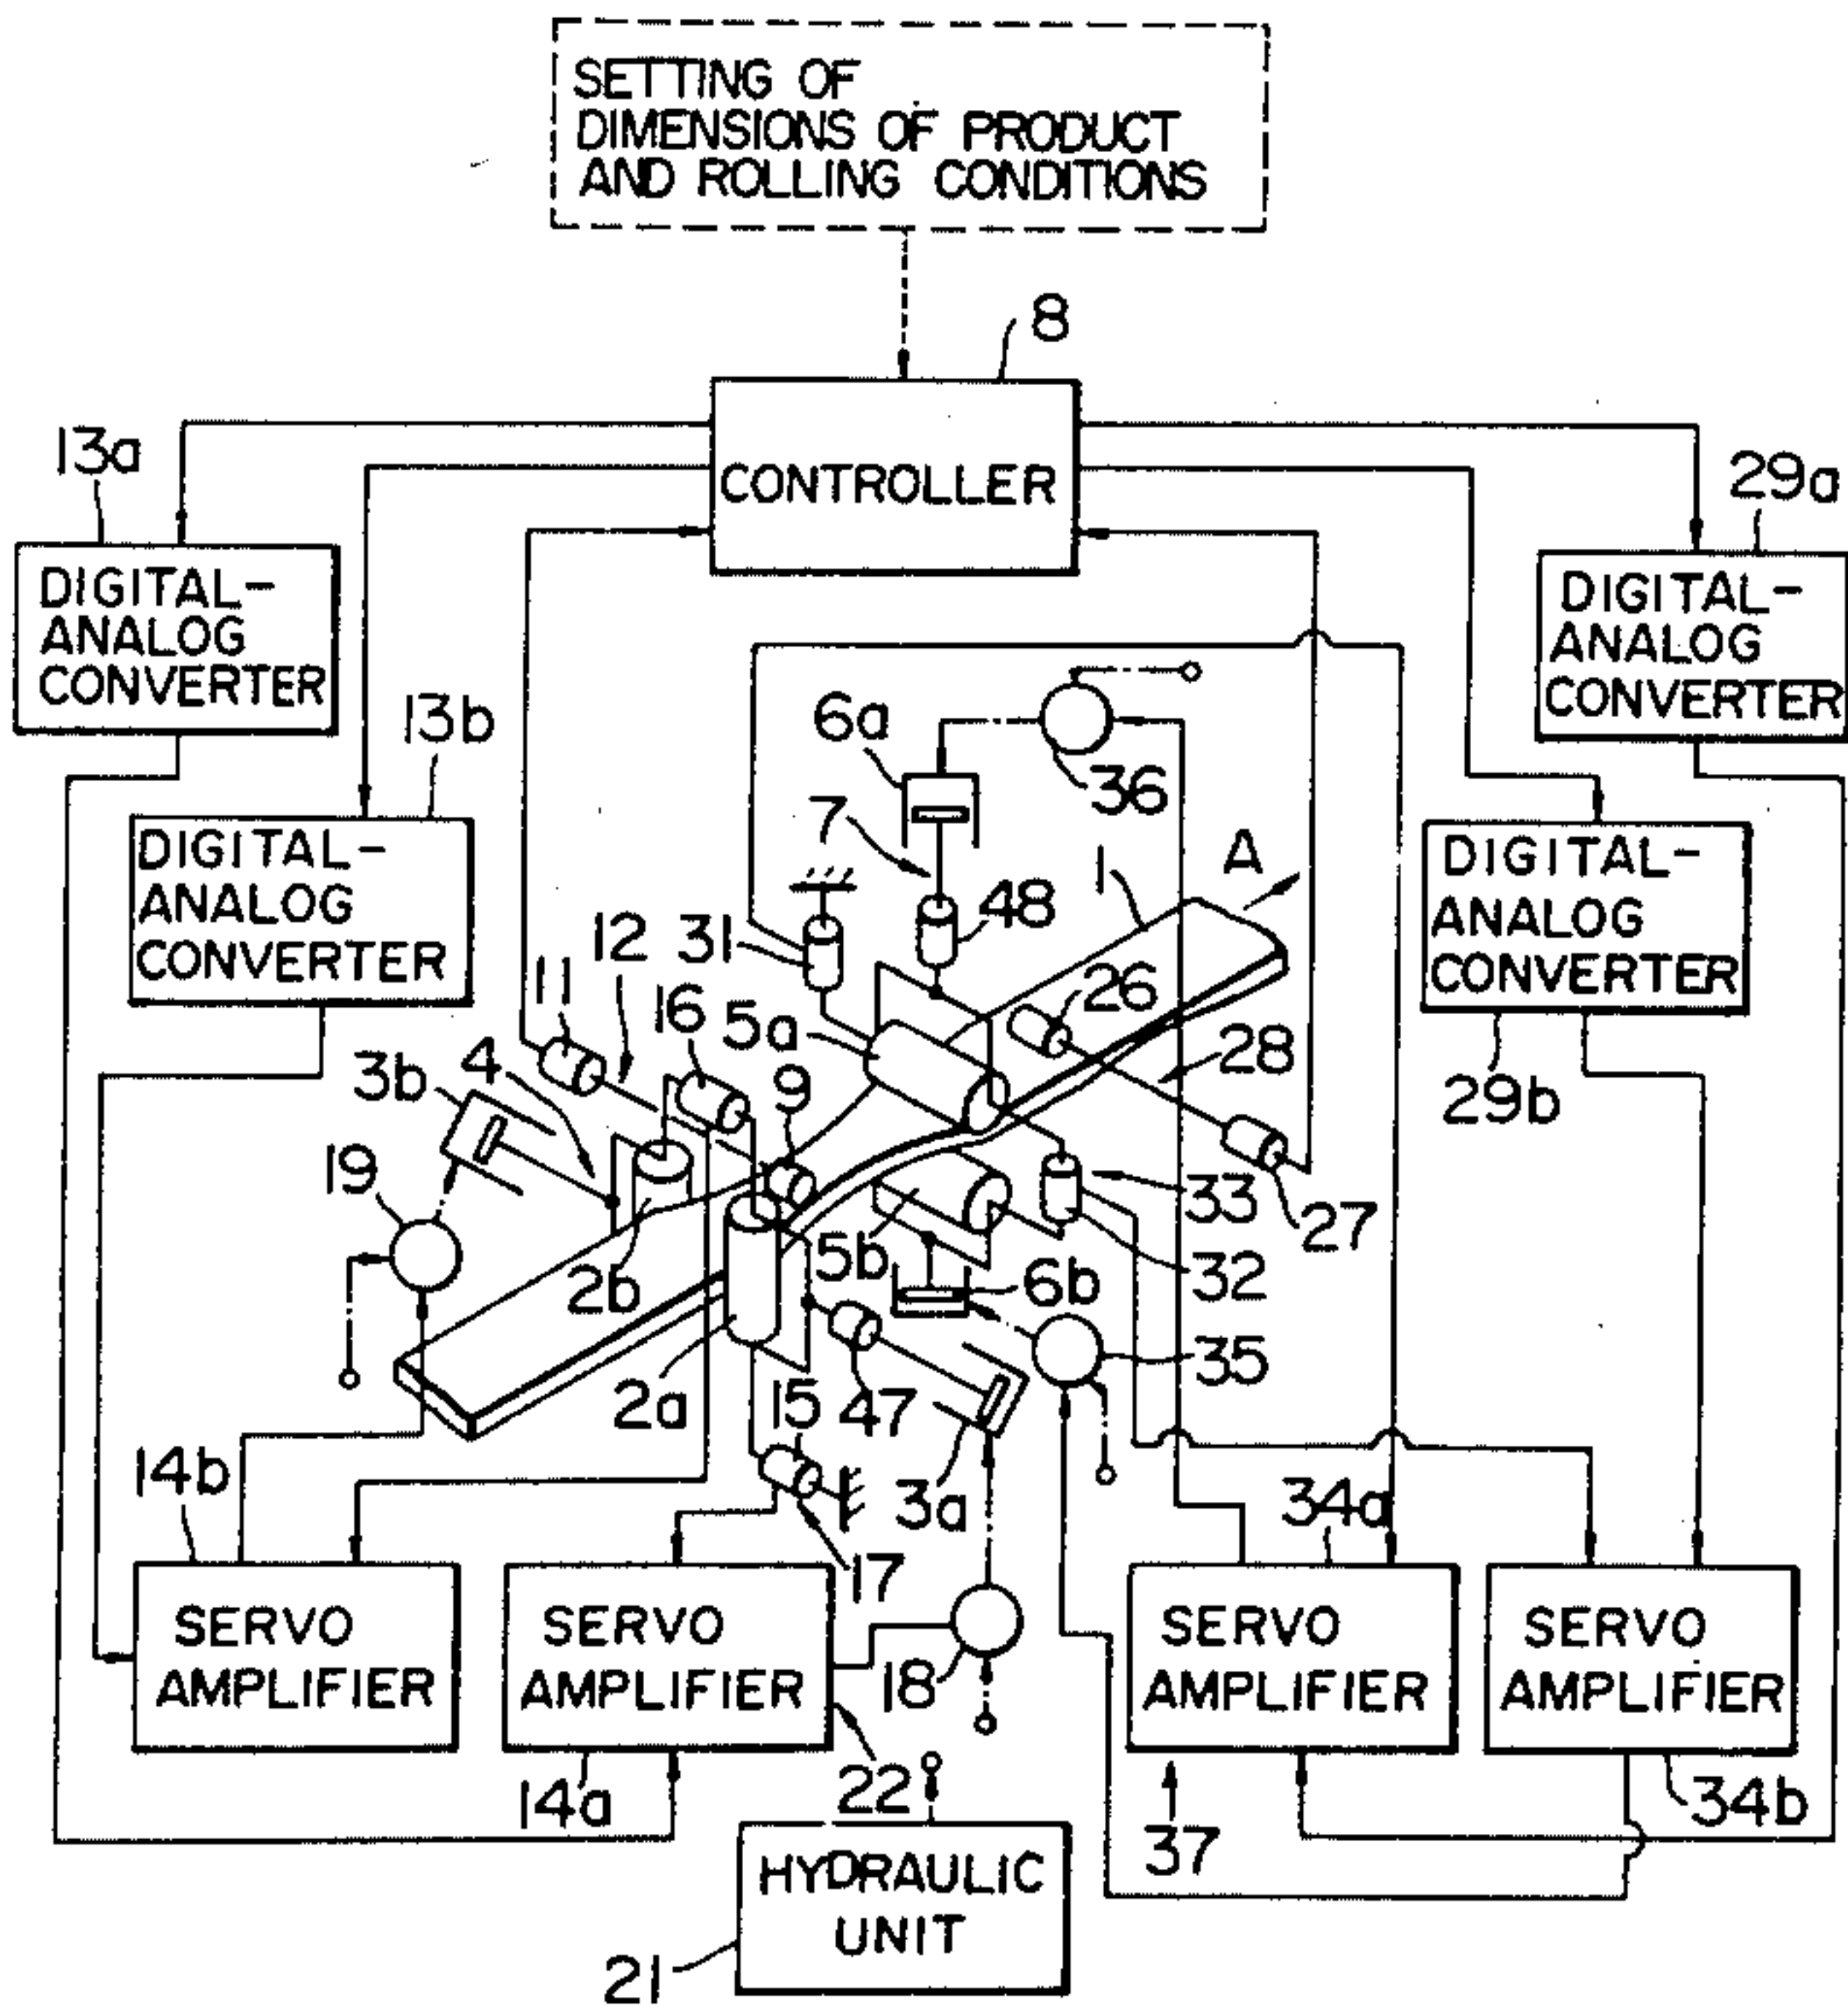 SETTING OF
DIMENSIONS OF PRODUCT
AND ROLLING CONDITIONS
8
CONTROLLER
13a
DIGITAL-
ANALOG
CONVERTER
29a
DIGITAL-
ANALOG
CONVERTER
13b
DIGITAL-
ANALOG
CONVERTER
29b
DIGITAL-
ANALOG
CONVERTER
6a
36
7
1
A
48
31
12
11
16
5a
26
28
9
4
3b
19
2b
5b
33
27
32
6b
35
2a
15
47
3a
17
14b
SERVO
AMPLIFIER
14a
SERVO
AMPLIFIER
18
22
34a
SERVO
AMPLIFIER
37
SERVO
AMPLIFIER
34b
HYDRAULIC
UNIT
21